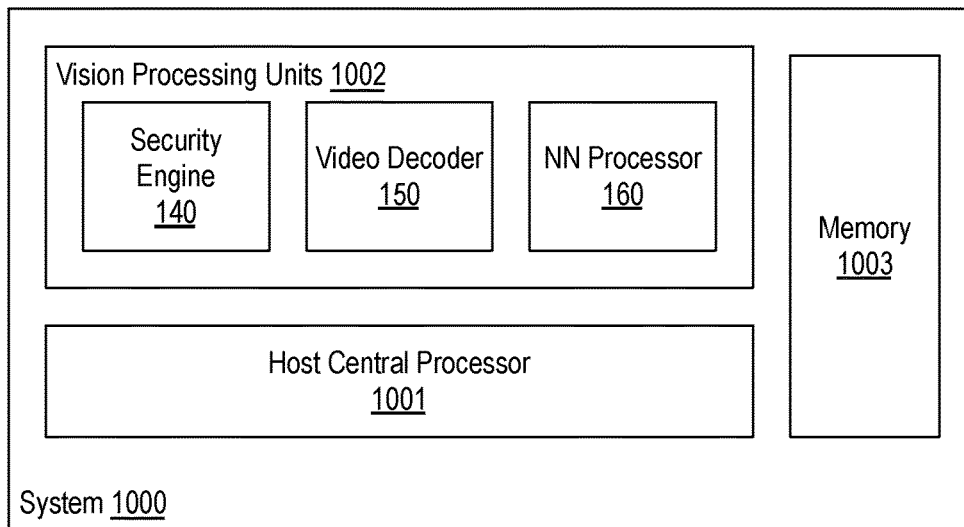 Vision Processing Units 1002
Security
Engine
140
Video Decoder
150
NN Processor
160
Memory
1003
Host Central Processor
1001
System 1000